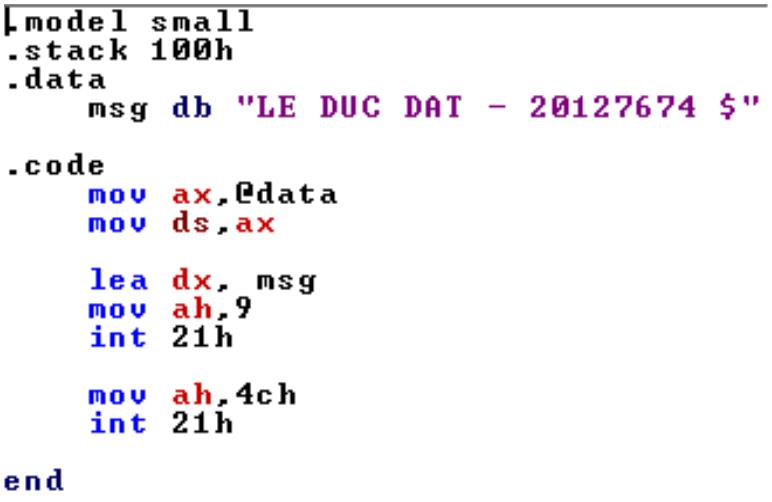 .model small
.stack 100h
.data
msg db "LE DUC DAT - 20127674 $"
.code
mov ax,@data
mov ds,ax
lea dx, msg
mov ah,9
int 21h
mov ah,4ch
int 21h
end